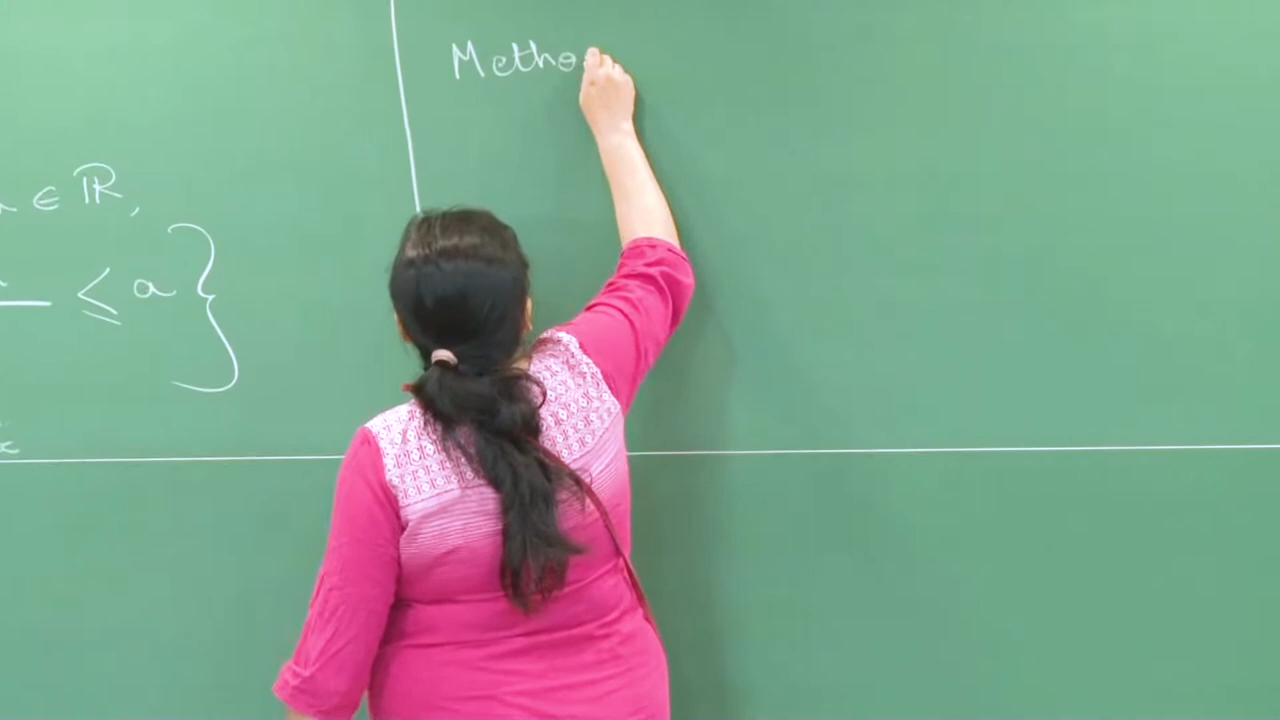 ∈ ℝ,
≤ a }
Metho